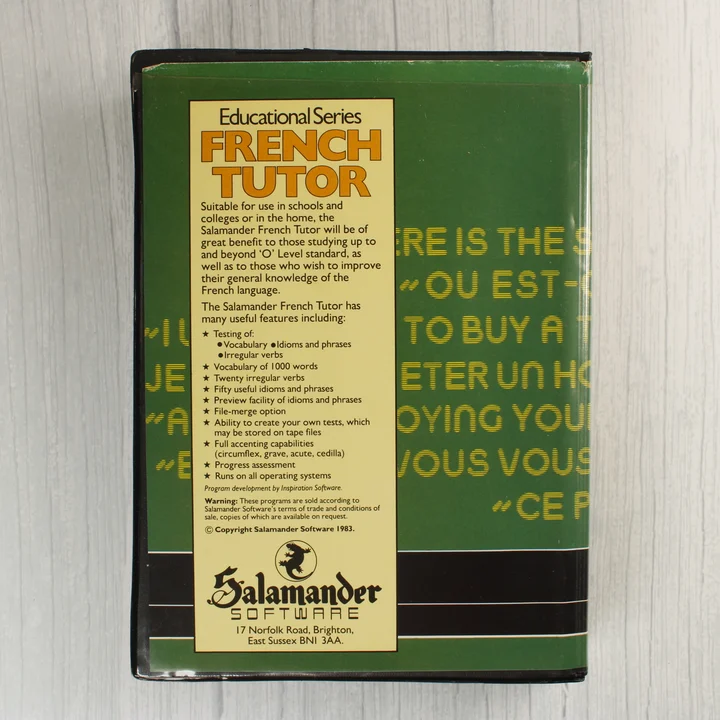 Educational Series
FRENCH
TUTOR
Suitable for use in schools and
colleges or in the home, the
Salamander French Tutor will be of
great benefit to those studying up to
and beyond ‘O’ Level standard, as
well as to those who wish to improve
their general knowledge of the
French language.
The Salamander French Tutor has
many useful features including:
★ Testing of:
●Vocabulary ●Idioms and phrases
●Irregular verbs
★ Vocabulary of 1000 words
★ Twenty irregular verbs
★ Fifty useful idioms and phrases
★ Preview facility of idioms and phrases
★ File-merge option
★ Ability to create your own tests, which
may be stored on tape files
★ Full accenting capabilities
(circumflex, grave, acute, cedilla)
★ Progress assessment
★ Runs on all operating systems
Program development by Inspiration Software.
Warning: These programs are sold according to
Salamander Software's terms of trade and conditions of
sale, copies of which are available on request.
© Copyright Salamander Software 1983.
Salamander
SOFTWARE
17 Norfolk Road, Brighton,
East Sussex BN1 3AA.
ERE IS THE S
~OU EST-
~I TO BUY A
JE ETER UN HO
~A OYING YOU
~E VOUS VOUS
~CE P